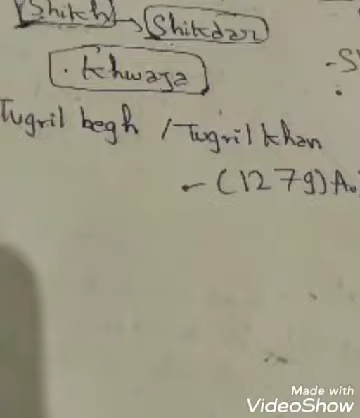 Shikh → Shikdar
. Khwaja
Tugril begh / Tugril khan
- (1279) A.
Made with
VideoShow